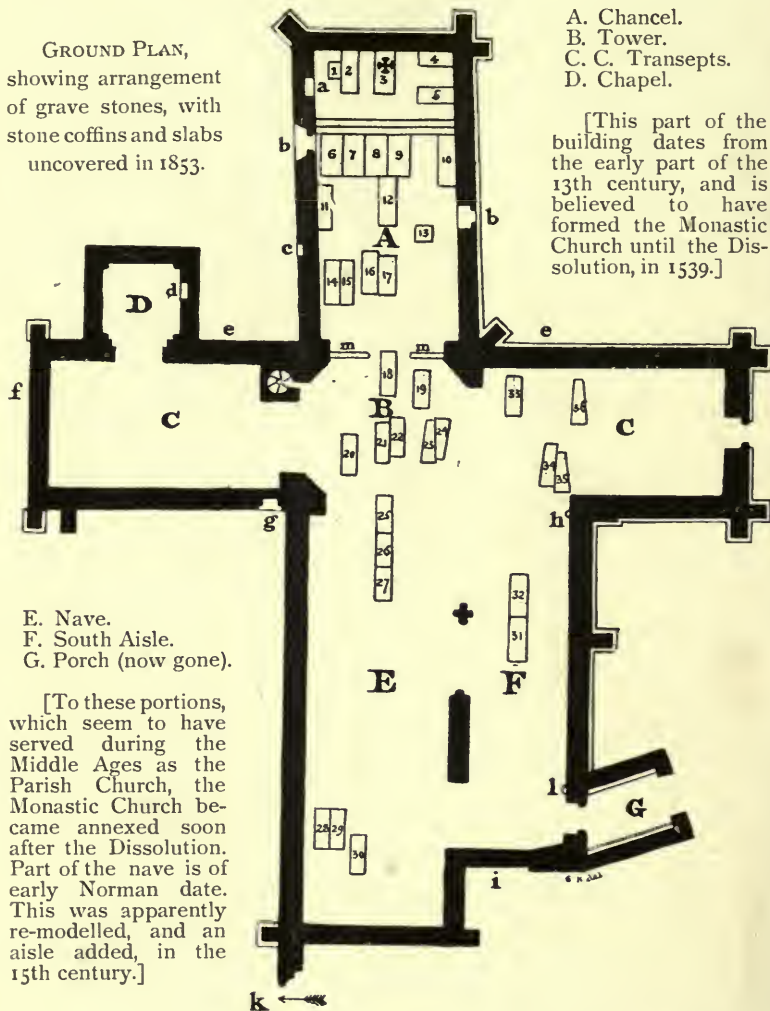 GROUND PLAN,
showing arrangement
of grave stones, with
stone coffins and slabs
uncovered in 1853.
A. Chancel.
B. Tower.
C. C. Transepts.
D. Chapel.
[This part of the
building dates from
the early part of the
13th century, and is
believed to have
formed the Monastic
Church until the Dis-
solution, in 1539.]
1 2 3 4
a
5
b
6 7 8 9 10
11 12
b
A
13
c
14 15 16 17
D d
e
m m
e
f
18
19
33 36
C
B
C
20 21 22 23 24
34 35
g
25
h
26
27
32
31
E. Nave.
F. South Aisle.
G. Porch (now gone).
E F
[To these portions,
which seem to have
served during the
Middle Ages as the
Parish Church, the
Monastic Church be-
came annexed soon
after the Dissolution.
Part of the nave is of
early Norman date.
This was apparently
re-modelled, and an
aisle added, in the
15th century.]
l
G
28 29
30
i
k